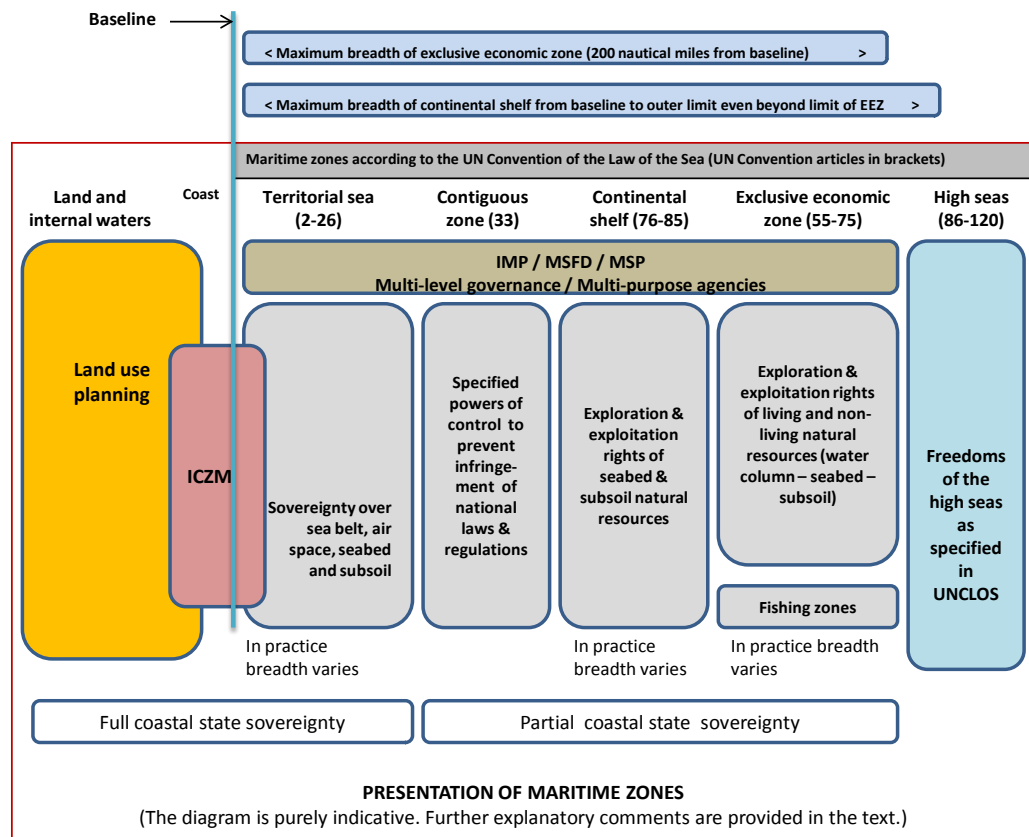 Baseline
< Maximum breadth of exclusive economic zone (200 nautical miles from baseline) >
< Maximum breadth of continental shelf from baseline to outer limit even beyond limit of EEZ >
Maritime zones according to the UN Convention of the Law of the Sea (UN Convention articles in brackets)
Land and
internal waters
Coast
Territorial sea
(2-26)
Contiguous
zone (33)
Continental
shelf (76-85)
Exclusive economic
zone (55-75)
High seas
(86-120)
IMP / MSFD / MSP
Multi-level governance / Multi-purpose agencies
Land use
planning
ICZM
Sovereignty over
sea belt, air
space, seabed
and subsoil
Specified
powers of
control to
prevent
infringe-
ment of
national
laws &
regulations
Exploration &
exploitation
rights of
seabed &
subsoil natural
resources
Exploration &
exploitation rights
of living and non-
living natural
resources (water
column – seabed –
subsoil)
Fishing zones
Freedoms
of the
high seas
as
specified
in
UNCLOS
In practice
breadth varies
In practice
breadth varies
In practice breadth
varies
Full coastal state sovereignty
Partial coastal state sovereignty
PRESENTATION OF MARITIME ZONES
(The diagram is purely indicative. Further explanatory comments are provided in the text.)